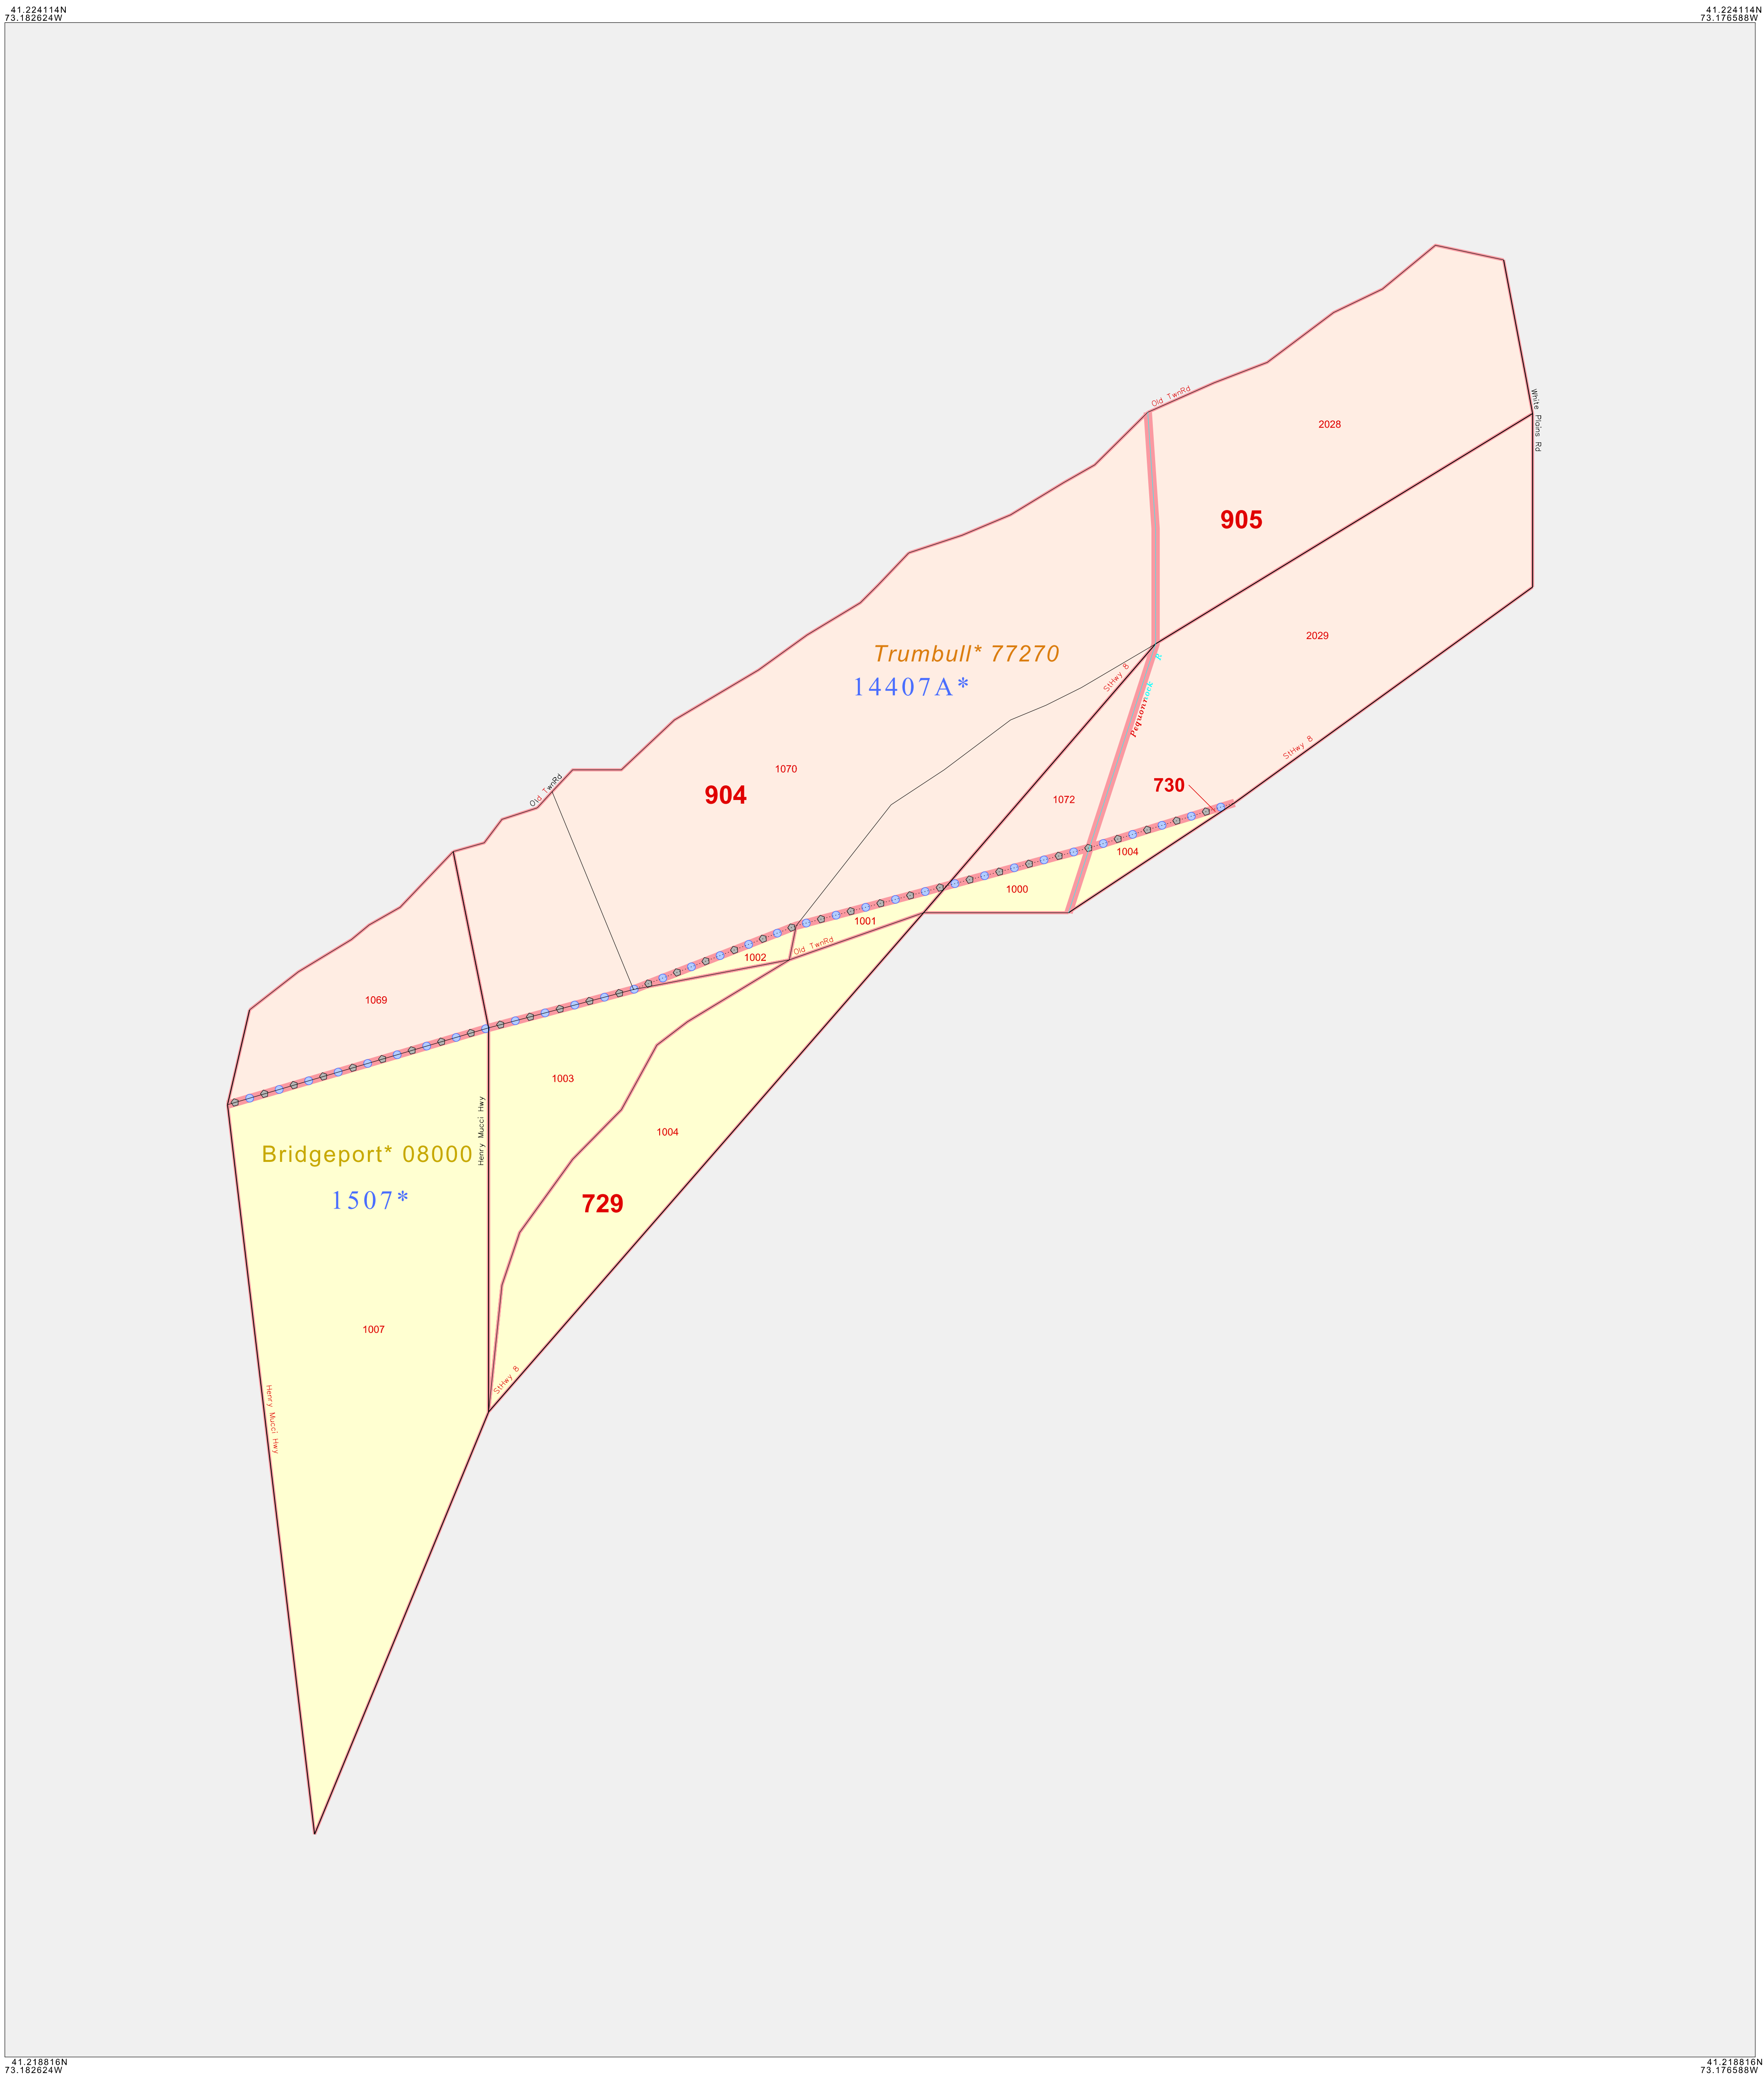 41.224114N
73.182624W
41.224114N
73.176588W
Old TwnRd
White Plains Rd
2028
905
2029
Trumbull* 77270
14407A*
StHwy 8
Pequonnock R
StHwy 8
1070
904
Old TwnRd
730
1072
1004
1000
1001
Old TwnRd
1002
1069
1003
Henry Mucci Hwy
1004
Bridgeport* 08000
1507*
729
1007
StHwy 8
Henry Mucci Hwy
41.218816N
73.182624W
41.218816N
73.176588W